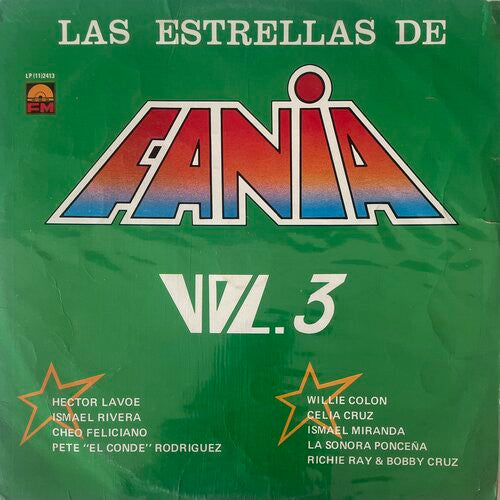 LAS ESTRELLAS DE
LP (11)2413
FM
FANIA
VOL. 3
HECTOR LAVOE
ISMAEL RIVERA
CHEO FELICIANO
PETE "EL CONDE" RODRIGUEZ
WILLIE COLON
CELIA CRUZ
ISMAEL MIRANDA
LA SONORA PONCEÑA
RICHIE RAY & BOBBY CRUZ